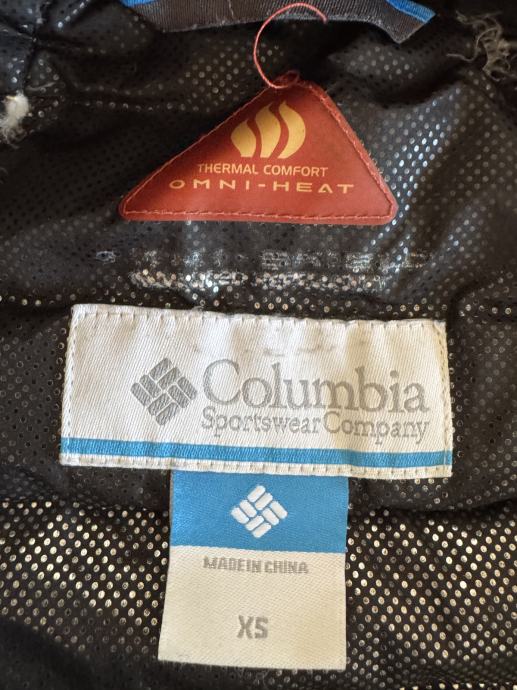 THERMAL COMFORT
OMNI-HEAT
Columbia
Sportswear Company
MADE IN CHINA
XS